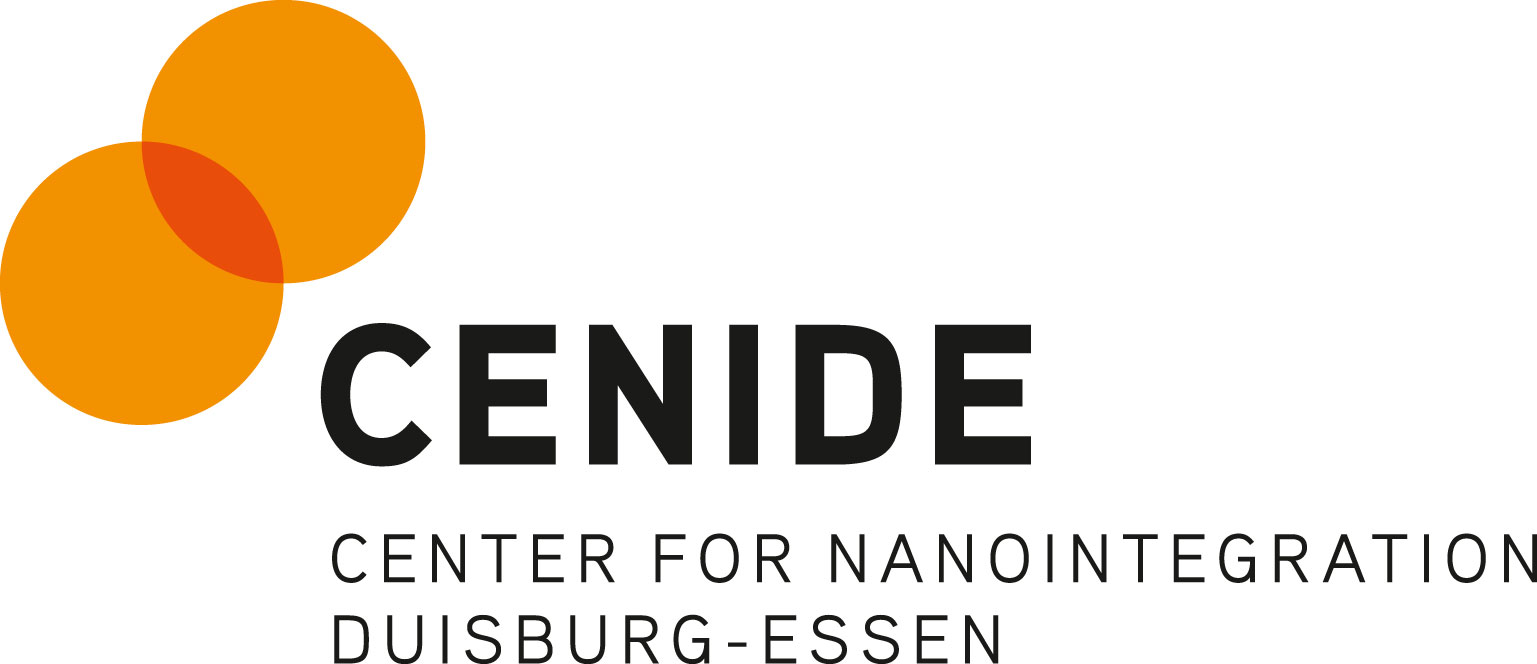 CENIDE
CENTER FOR NANOINTEGRATION
DUISBURG-ESSEN